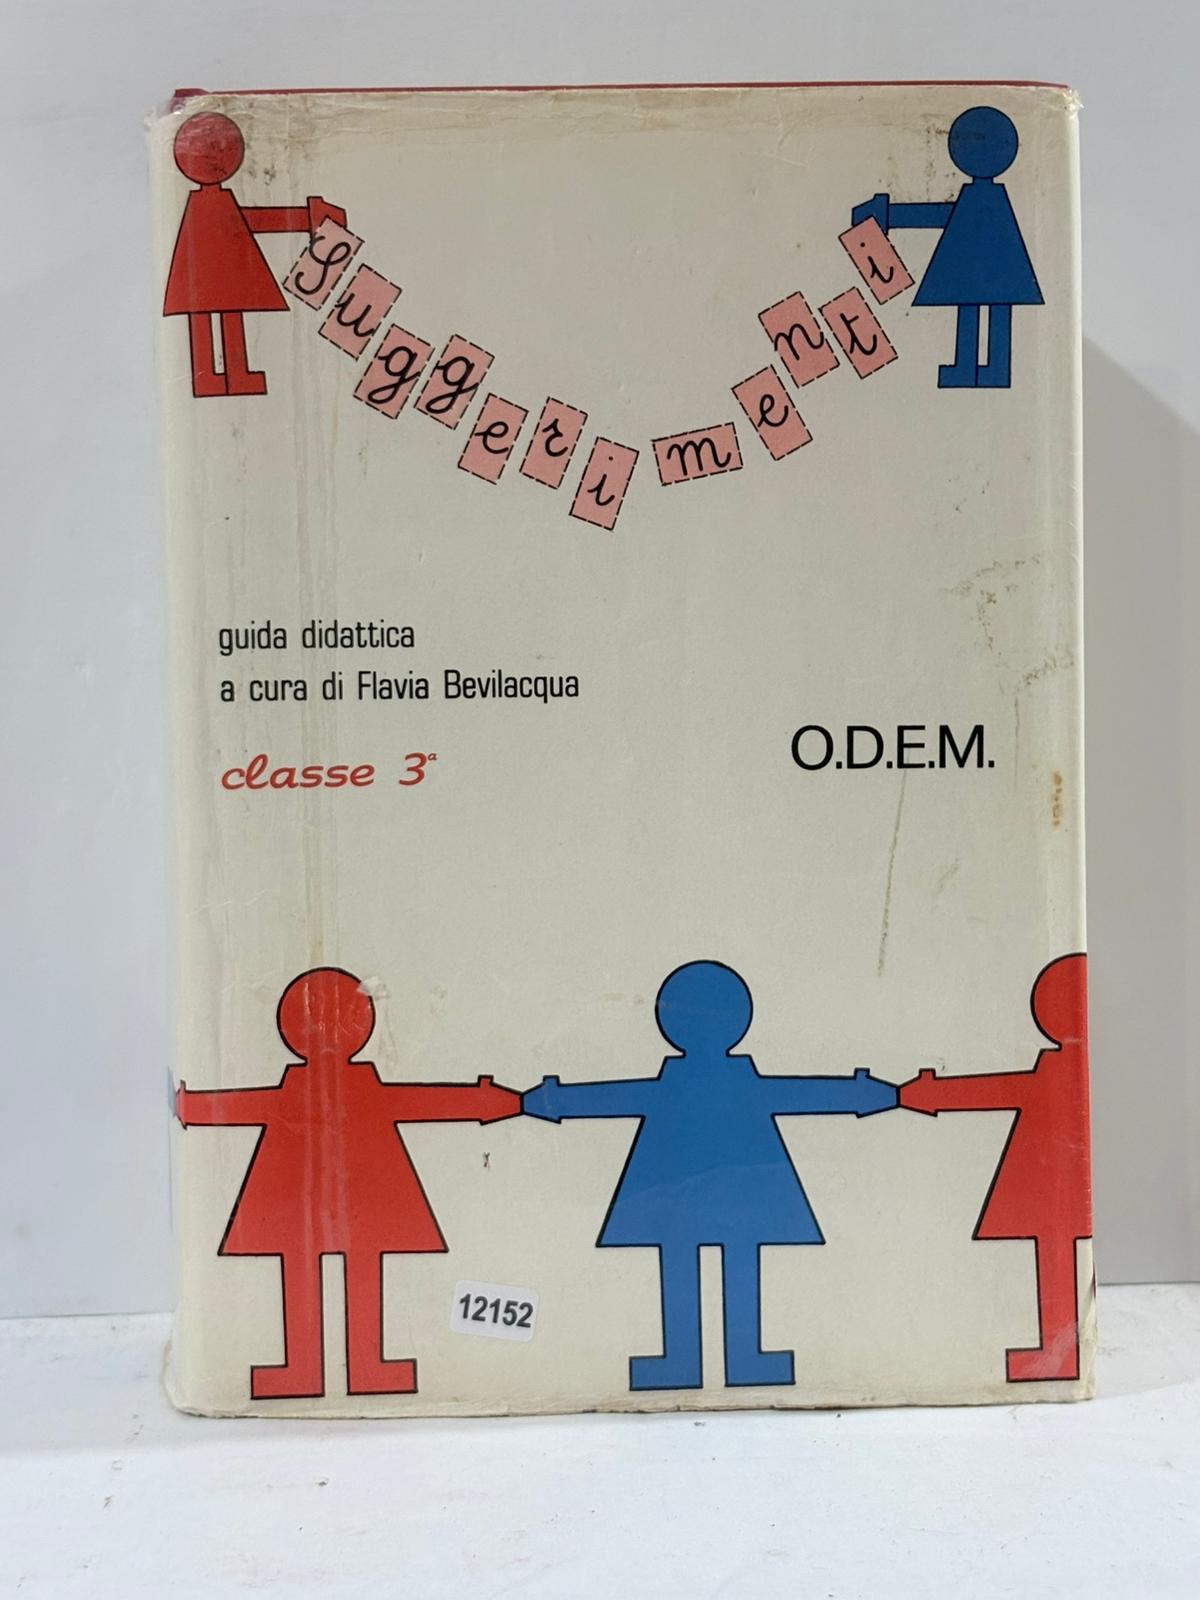 Suggerimenti
guida didattica
a cura di Flavia Bevilacqua
classe 3ª
O.D.E.M.
12152